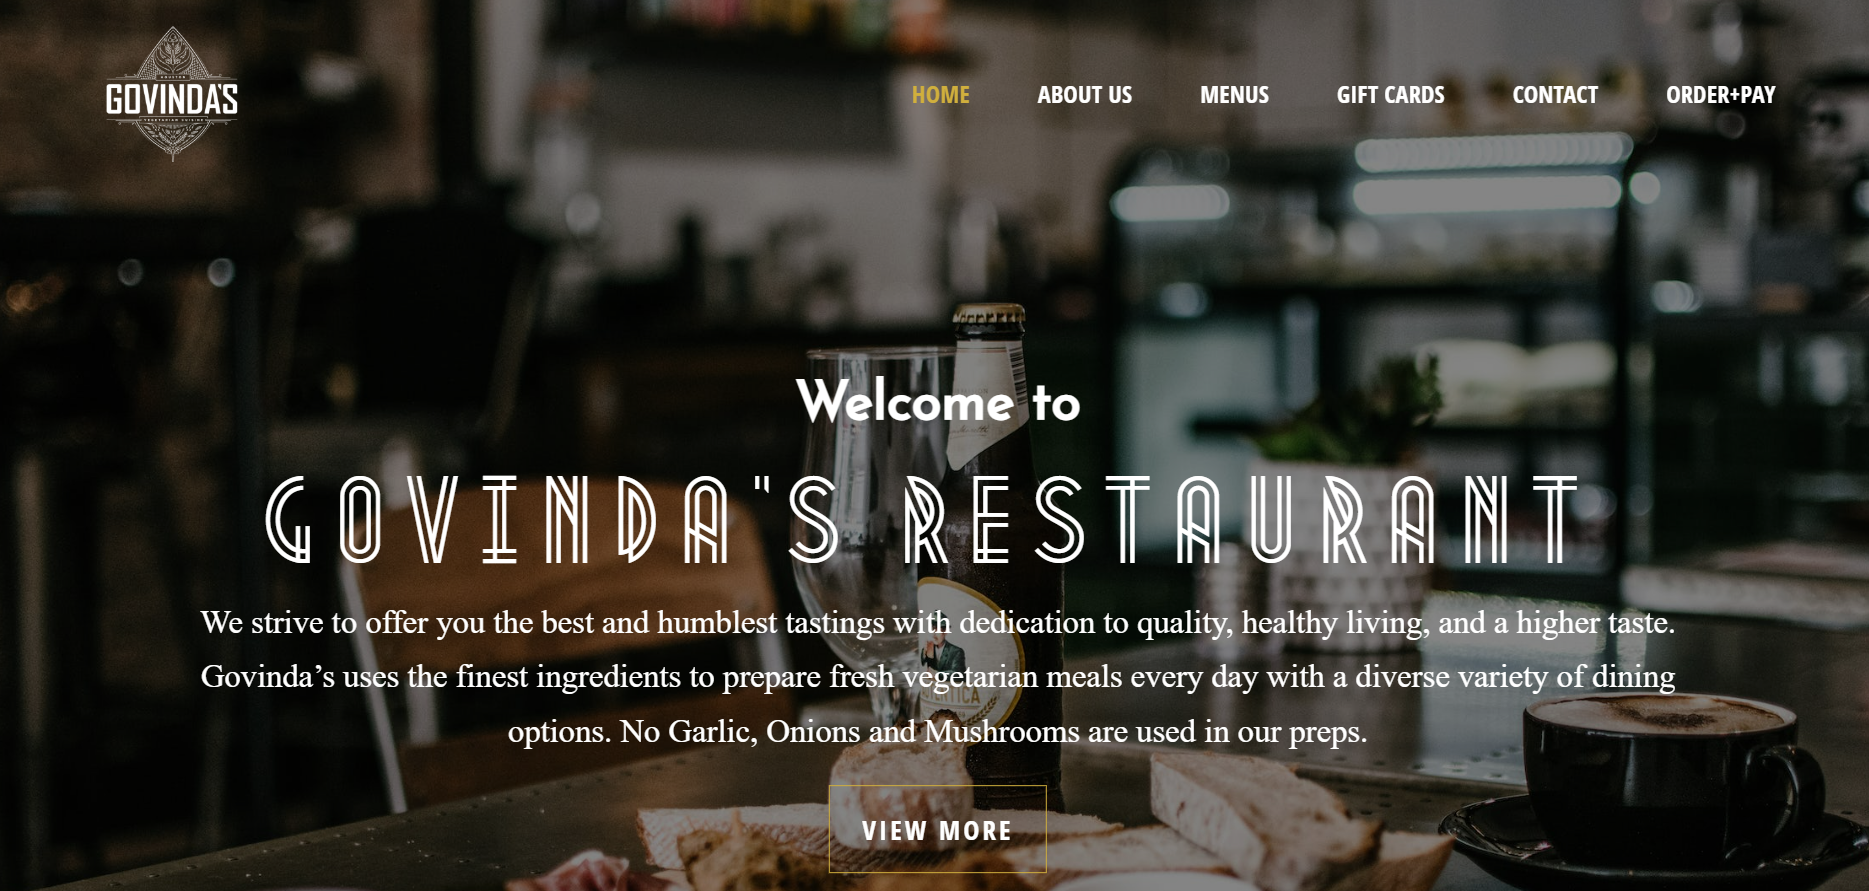 HOUSTON
GOVINDA'S
VEGETARIAN CUISINE
HOME
ABOUT US
MENUS
GIFT CARDS
CONTACT
ORDER+PAY
Welcome to
GOVINDA'S RESTAURANT
We strive to offer you the best and humblest tastings with dedication to quality, healthy living, and a higher taste.
Govinda’s uses the finest ingredients to prepare fresh vegetarian meals every day with a diverse variety of dining
options. No Garlic, Onions and Mushrooms are used in our preps.
VIEW MORE